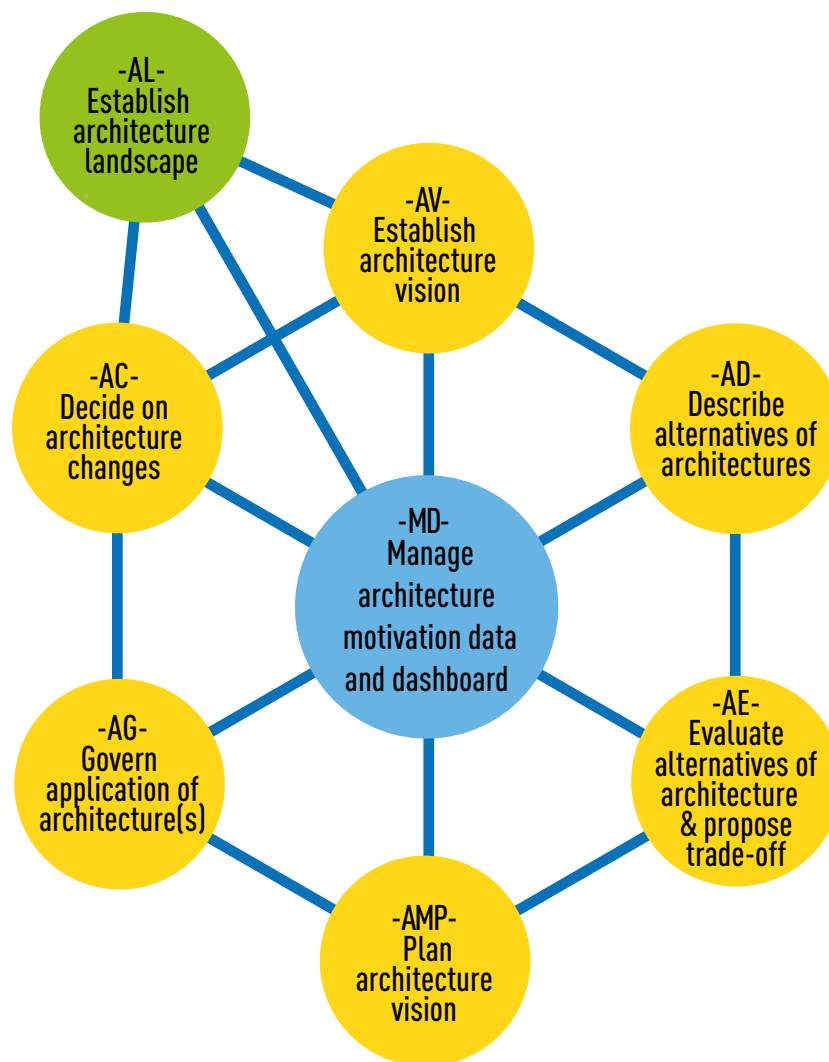 -AL-
Establish
architecture
landscape
-AV-
Establish
architecture
vision
-AC-
Decide on
architecture
changes
-AD-
Describe
alternatives of
architectures
-MD-
Manage
architecture
motivation data
and dashboard
-AG-
Govern
application of
architecture(s)
-AE-
Evaluate
alternatives of
architecture
& propose
trade-off
-AMP-
Plan
architecture
vision